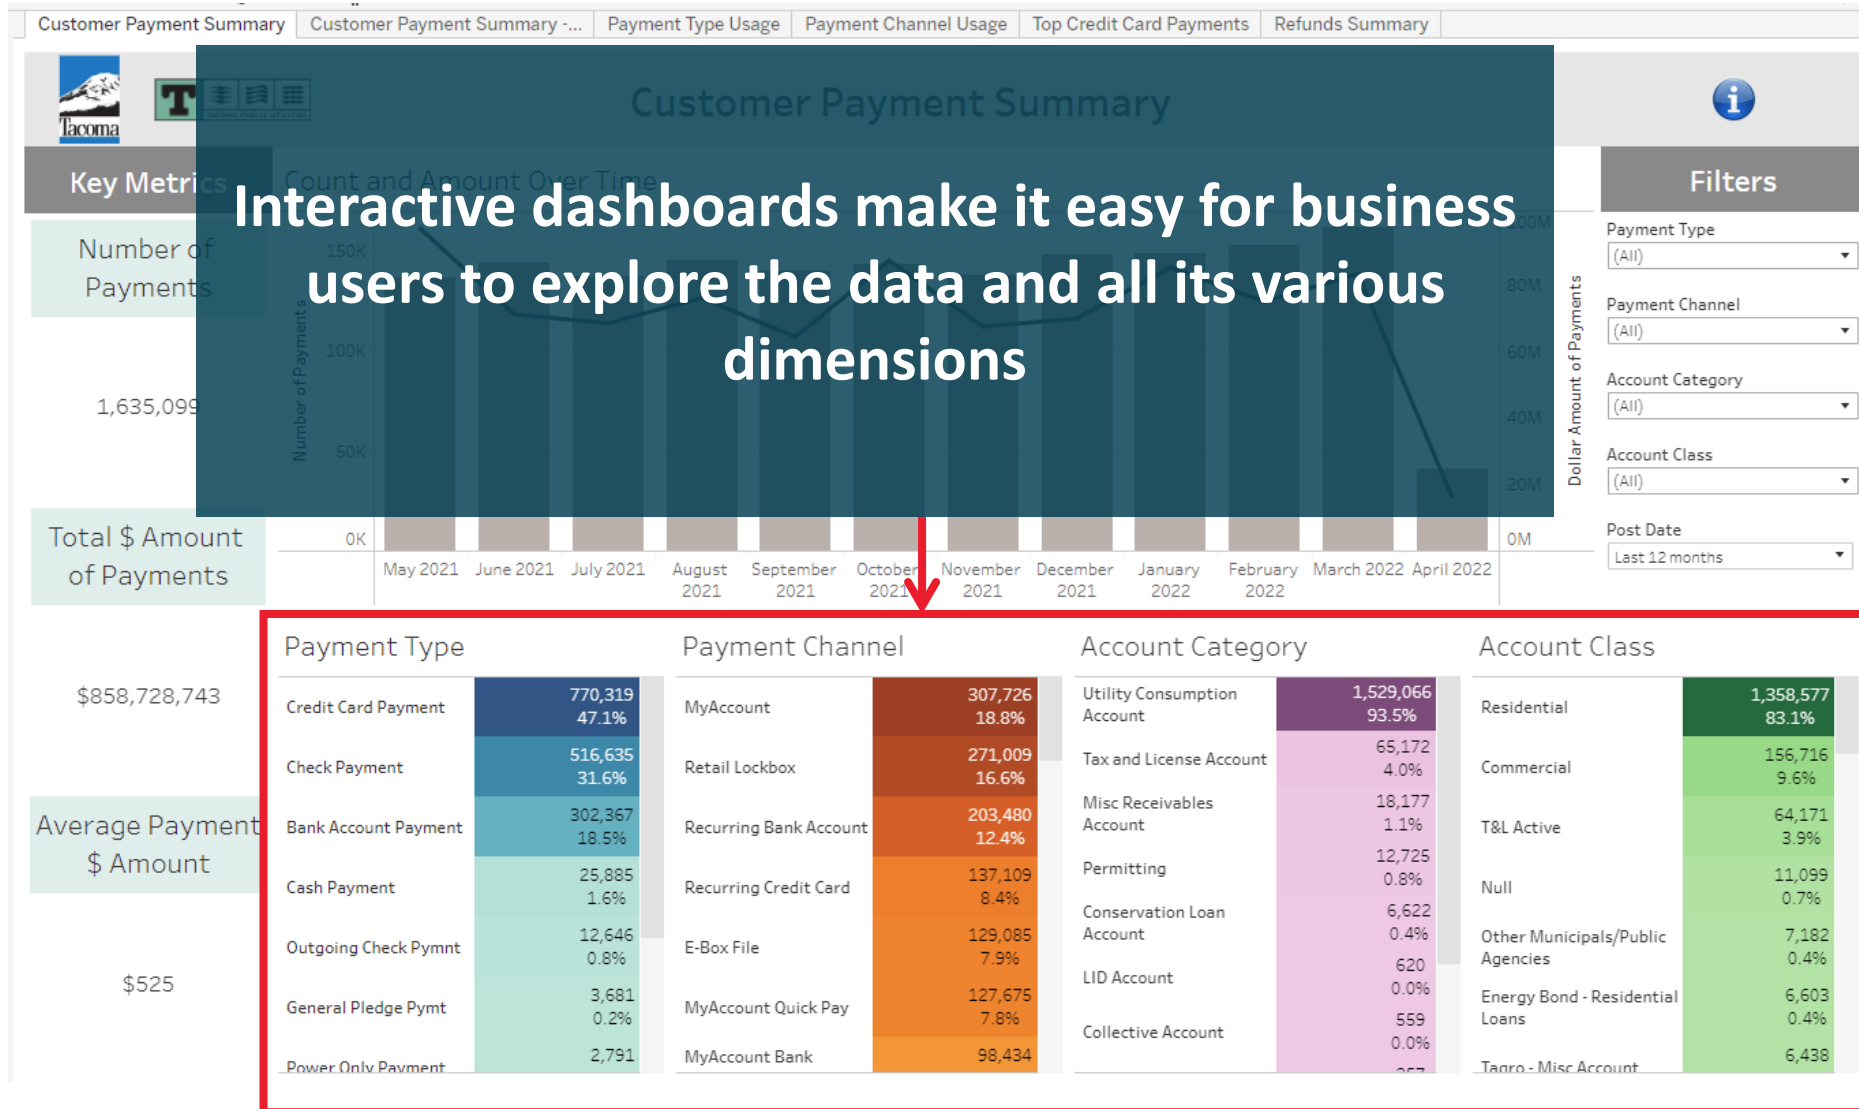 Customer Payment Summary
Customer Payment Summary -...
Payment Type Usage
Payment Channel Usage
Top Credit Card Payments
Refunds Summary
Tacoma
T
TACOMA PUBLIC UTILITIES
Customer Payment Summary
i
Key Metrics
Number of
Payments
1,635,099
Total $ Amount
of Payments
$858,728,743
Average Payment
$ Amount
$525
Count and Amount Over Time
Interactive dashboards make it easy for business
users to explore the data and all its various
dimensions
Number of Payments
150K
100K
50K
0K
100M
80M
60M
40M
20M
0M
Dollar Amount of Payments
May 2021
June 2021
July 2021
August
2021
September
2021
October
2021
November
2021
December
2021
January
2022
February
2022
March 2022
April 2022
Filters
Payment Type
(All)
Payment Channel
(All)
Account Category
(All)
Account Class
(All)
Post Date
Last 12 months
Payment Type
Credit Card Payment
770,319
47.1%
Check Payment
516,635
31.6%
Bank Account Payment
302,367
18.5%
Cash Payment
25,885
1.6%
Outgoing Check Pymnt
12,646
0.8%
General Pledge Pymt
3,681
0.2%
Power Only Payment
2,791
Payment Channel
MyAccount
307,726
18.8%
Retail Lockbox
271,009
16.6%
Recurring Bank Account
203,480
12.4%
Recurring Credit Card
137,109
8.4%
E-Box File
129,085
7.9%
MyAccount Quick Pay
127,675
7.8%
MyAccount Bank
98,434
Account Category
Utility Consumption
Account
1,529,066
93.5%
Tax and License Account
65,172
4.0%
Misc Receivables
Account
18,177
1.1%
Permitting
12,725
0.8%
Conservation Loan
Account
6,622
0.4%
LID Account
620
0.0%
Collective Account
559
0.0%
Account Class
Residential
1,358,577
83.1%
Commercial
156,716
9.6%
T&L Active
64,171
3.9%
Null
11,099
0.7%
Other Municipals/Public
Agencies
7,182
0.4%
Energy Bond - Residential
Loans
6,603
0.4%
Tagro - Misc Account
6,438